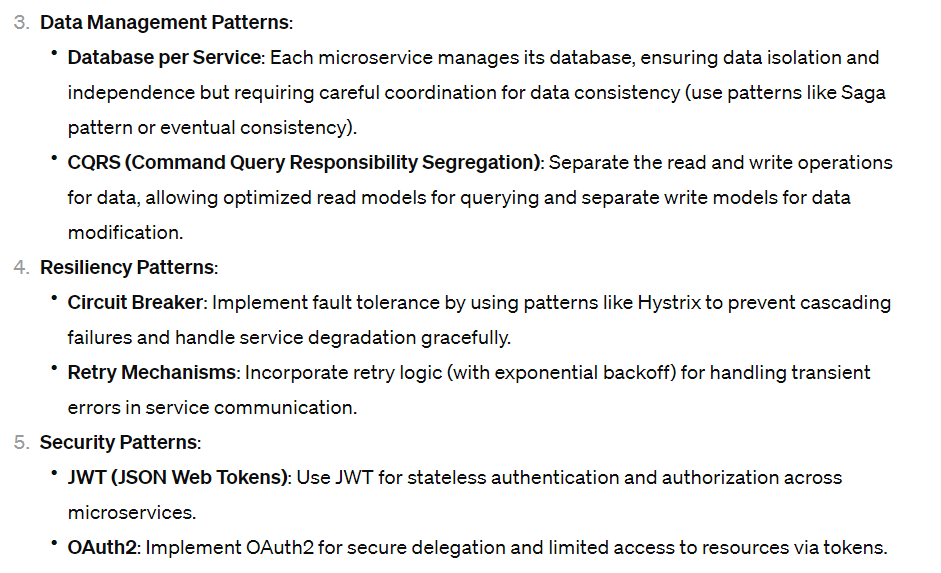 3. Data Management Patterns:
• Database per Service: Each microservice manages its database, ensuring data isolation and
independence but requiring careful coordination for data consistency (use patterns like Saga
pattern or eventual consistency).
• CQRS (Command Query Responsibility Segregation): Separate the read and write operations
for data, allowing optimized read models for querying and separate write models for data
modification.
4. Resiliency Patterns:
• Circuit Breaker: Implement fault tolerance by using patterns like Hystrix to prevent cascading
failures and handle service degradation gracefully.
• Retry Mechanisms: Incorporate retry logic (with exponential backoff) for handling transient
errors in service communication.
5. Security Patterns:
• JWT (JSON Web Tokens): Use JWT for stateless authentication and authorization across
microservices.
• OAuth2: Implement OAuth2 for secure delegation and limited access to resources via tokens.